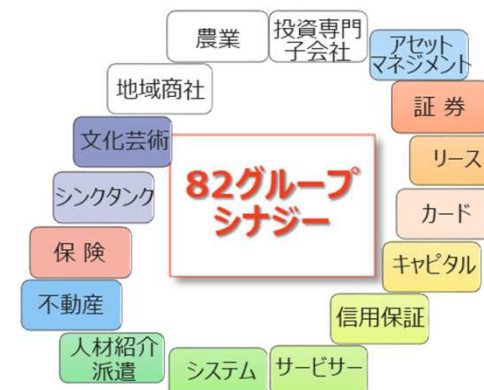 農業
投資専門
子会社
アセット
マネジメント
地域商社
証 券
文化芸術
リース
82グループ
シナジー
シンクタンク
カード
保 険
キャピタル
不動産
信用保証
人材紹介
派遣
システム
サービサー